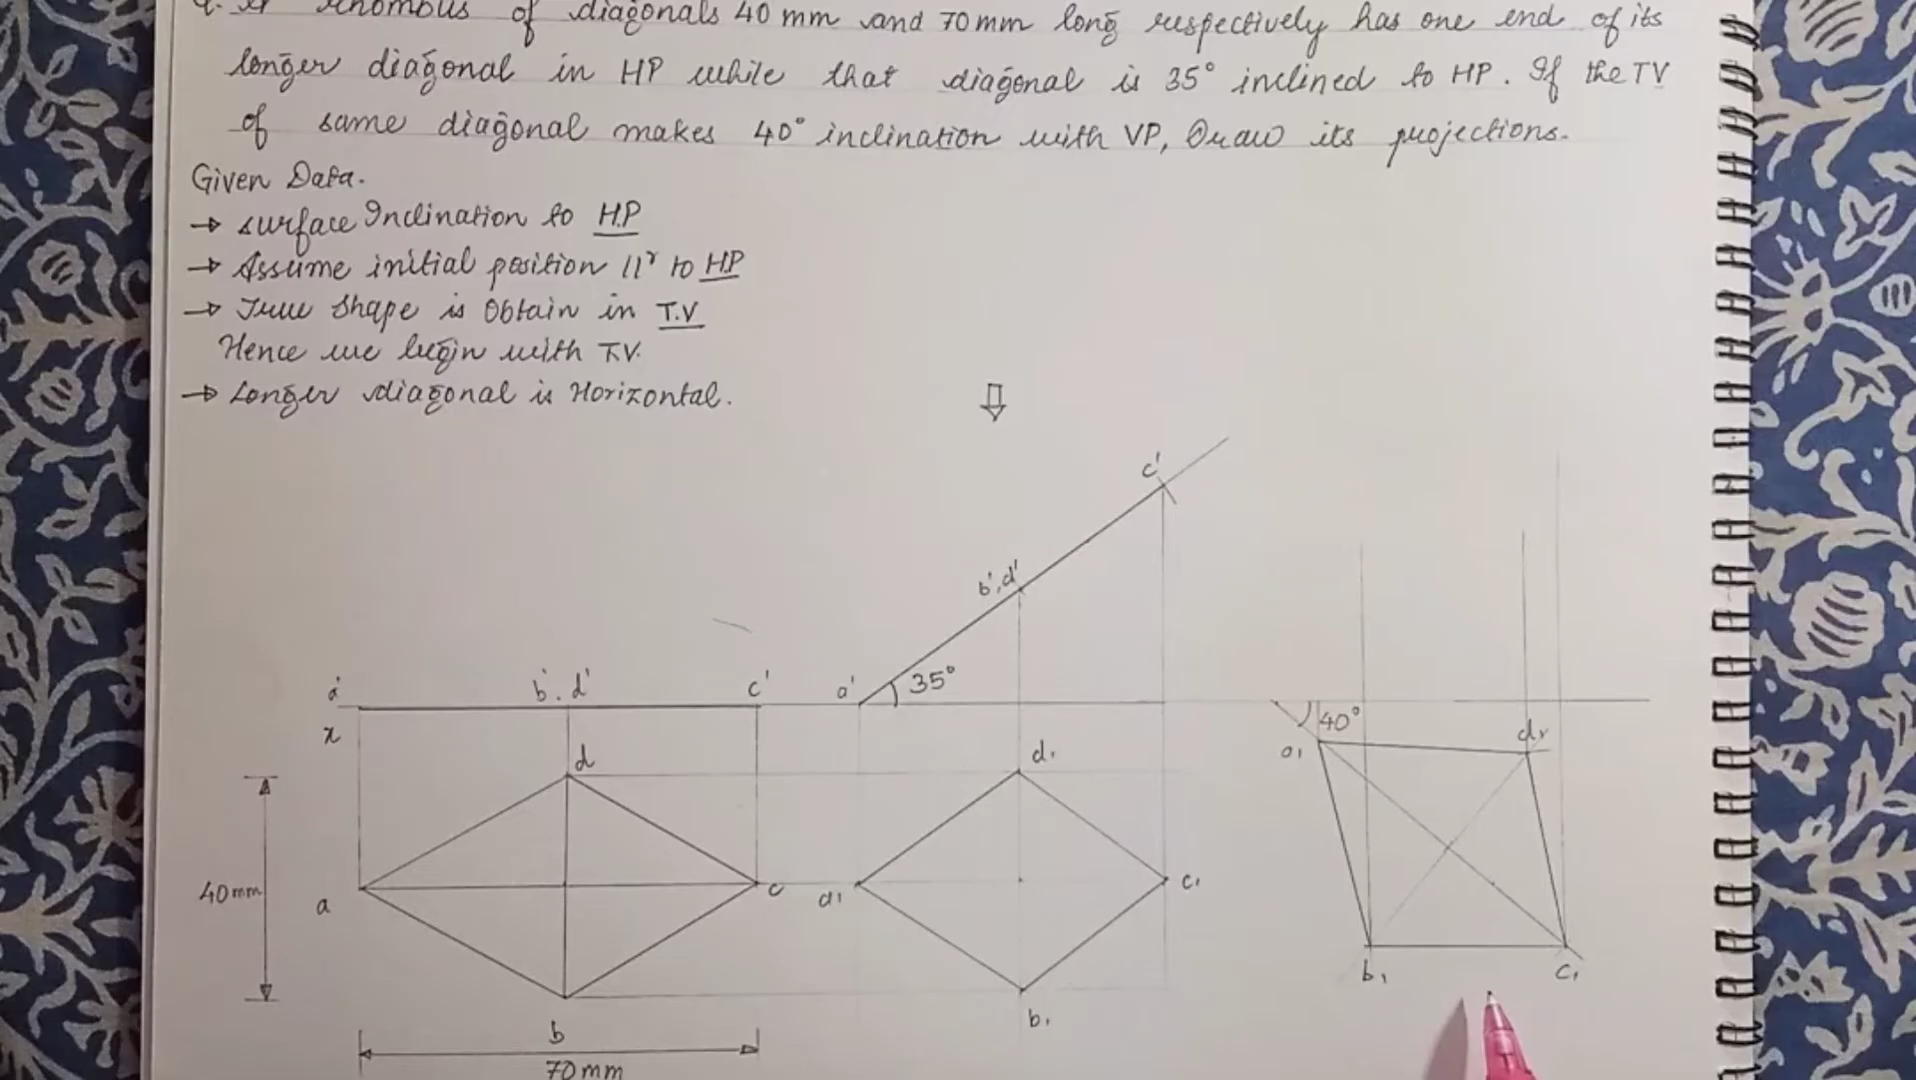 rhombus of diagonals 40 mm and 70 mm long respectively has one end of its
longer diagonal in HP while that diagonal is 35° inclined to HP. If the TV
of same diagonal makes 40° inclination with VP, Draw its projections.
Given Data.
→ surface Inclination to HP
→ Assume initial position 11ʳ to HP
→ True shape is Obtain in T.V
Hence we begin with T.V.
→ Longer diagonal is Horizontal.
c'
b', d'
a' b'. d' c' a' 35°
x
40°
a₁ d₁
d d₁
40mm
a c a₁ c₁
b₁ c₁
b b₁
70mm